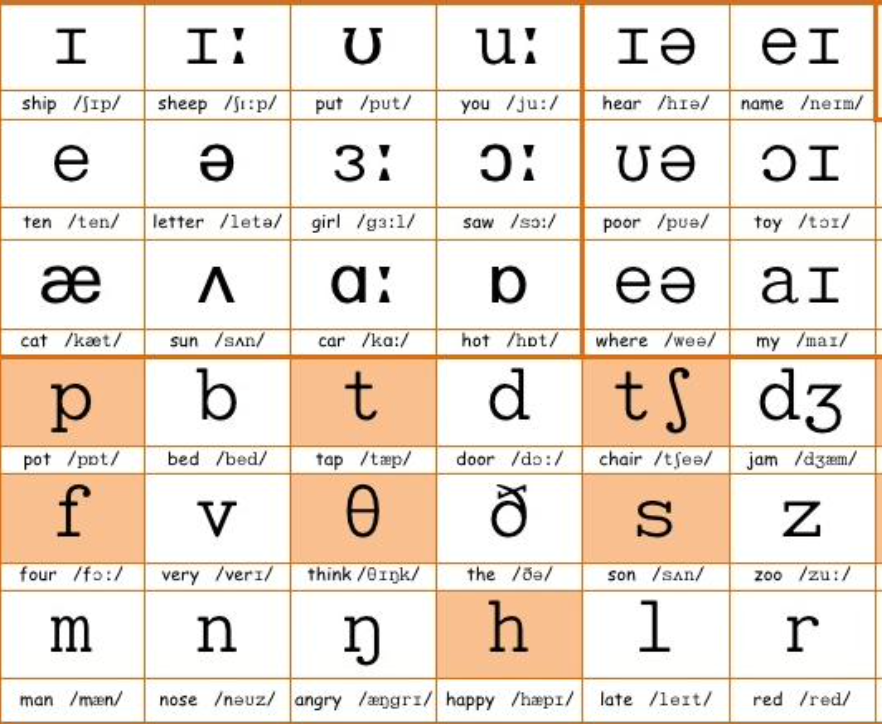 ɪ ɪː ʊ uː ɪə eɪ
ship /ʃɪp/ sheep /ʃɪːp/ put /pʊt/ you /juː/ hear /hɪə/ name /neɪm/
e ə ɜː ɔː ʊə ɔɪ
ten /ten/ letter /letə/ girl /gɜːl/ saw /sɔː/ poor /pʊə/ toy /tɔɪ/
æ ʌ ɑː ɒ eə aɪ
cat /kæt/ sun /sʌn/ car /kɑː/ hot /hɒt/ where /weə/ my /maɪ/
p b t d tʃ dʒ
pot /pɒt/ bed /bed/ tap /tæp/ door /dɔː/ chair /tʃeə/ jam /dʒæm/
f v θ ð s z
four /fɔː/ very /verɪ/ think /θɪŋk/ the /ðə/ son /sʌn/ zoo /zuː/
m n ŋ h l r
man /mæn/ nose /nəʊz/ angry /æŋgrɪ/ happy /hæpɪ/ late /leɪt/ red /red/